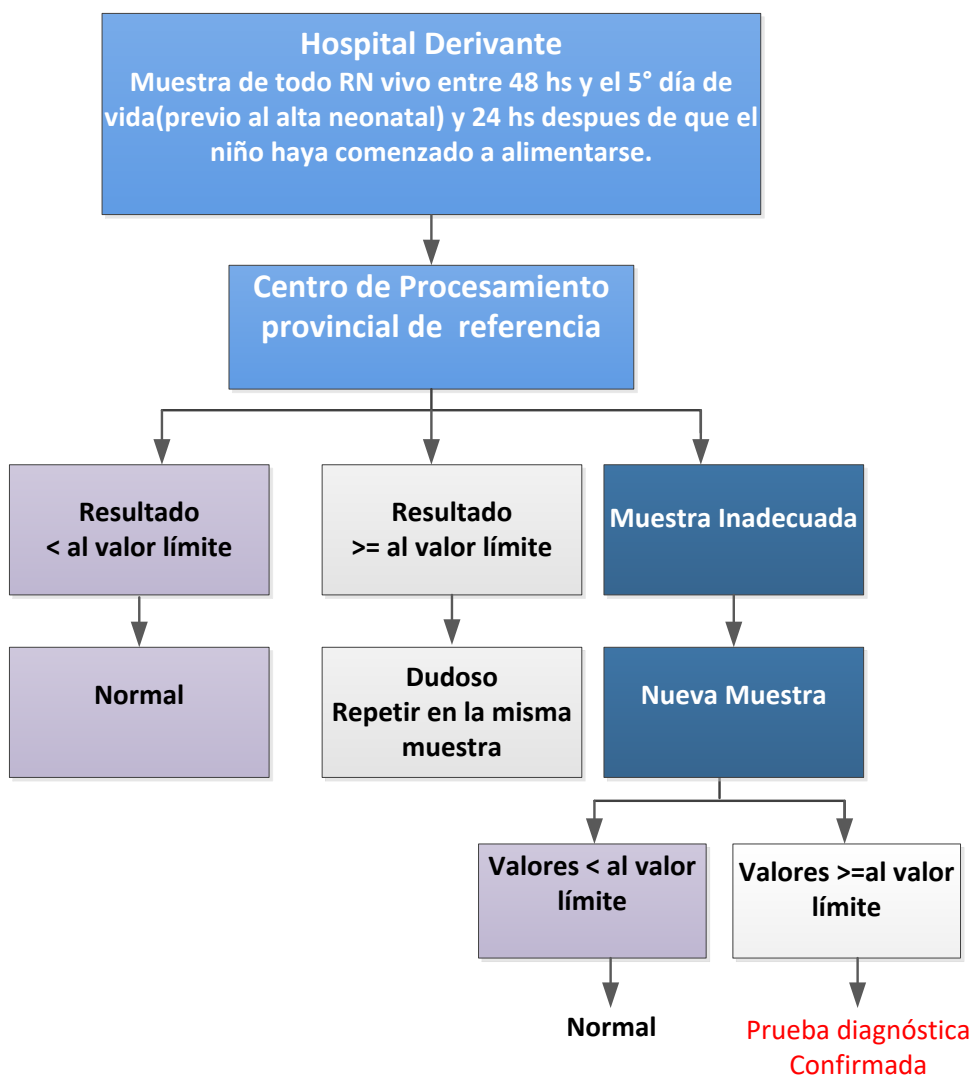 Hospital Derivante
Muestra de todo RN vivo entre 48 hs y el 5° día de
vida(previo al alta neonatal) y 24 hs despues de que el
niño haya comenzado a alimentarse.
Centro de Procesamiento
provincial de referencia
Resultado
< al valor límite
Resultado
>= al valor límite
Muestra Inadecuada
Normal
Dudoso
Repetir en la misma
muestra
Nueva Muestra
Valores < al valor
límite
Valores >=al valor
límite
Normal
Prueba diagnóstica
Confirmada